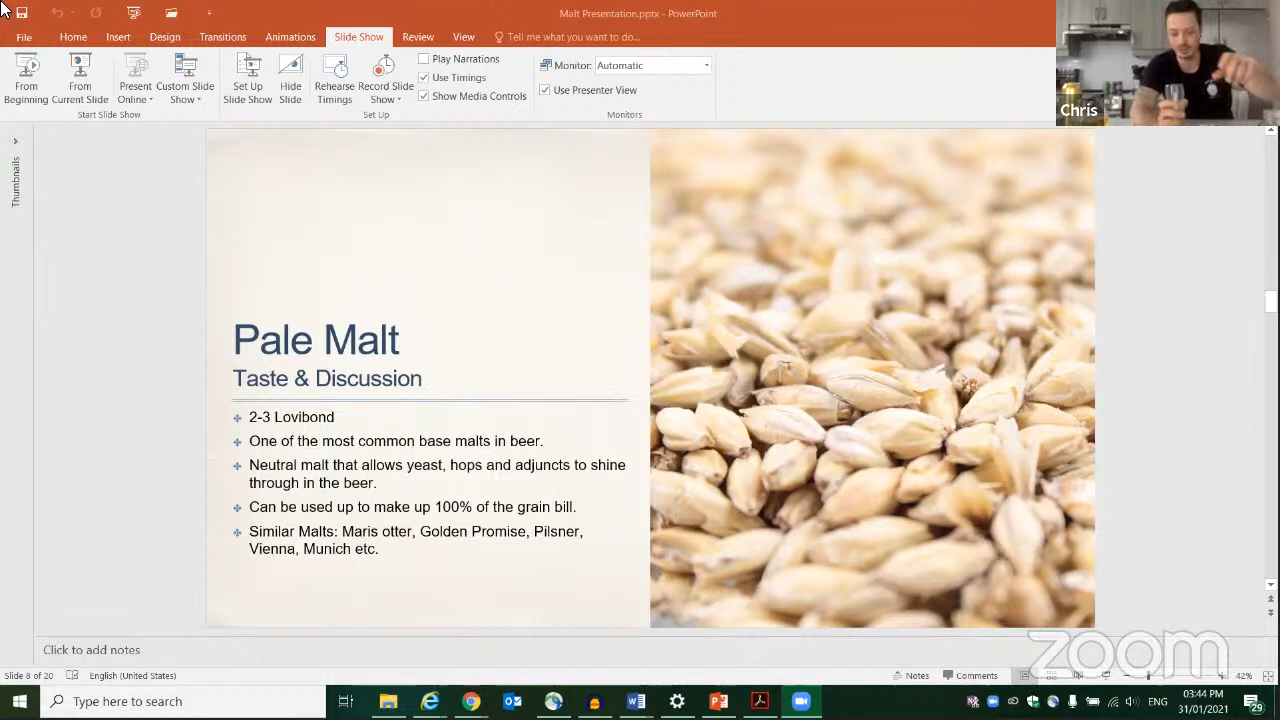 Malt Presentation.pptx - PowerPoint
File Home Insert Design Transitions Animations Slide Show Review View Tell me what you want to do...
From Beginning
From Current Slide
Present Online
Custom Slide Show
Start Slide Show
Set Up Slide Show
Hide Slide
Rehearse Timings
Record Slide Show
Play Narrations
Use Timings
Show Media Controls
Set Up
Monitor: Automatic
Use Presenter View
Monitors
Chris
Thumbnails
Pale Malt
Taste & Discussion
2-3 Lovibond
One of the most common base malts in beer.
Neutral malt that allows yeast, hops and adjuncts to shine
through in the beer.
Can be used up to make up 100% of the grain bill.
Similar Malts: Maris otter, Golden Promise, Pilsner,
Vienna, Munich etc.
Click to add notes
zoom
Slide 8 of 20 English (United States) Notes Comments 42%
Type here to search
ENG
03:44 PM
31/01/2021
29